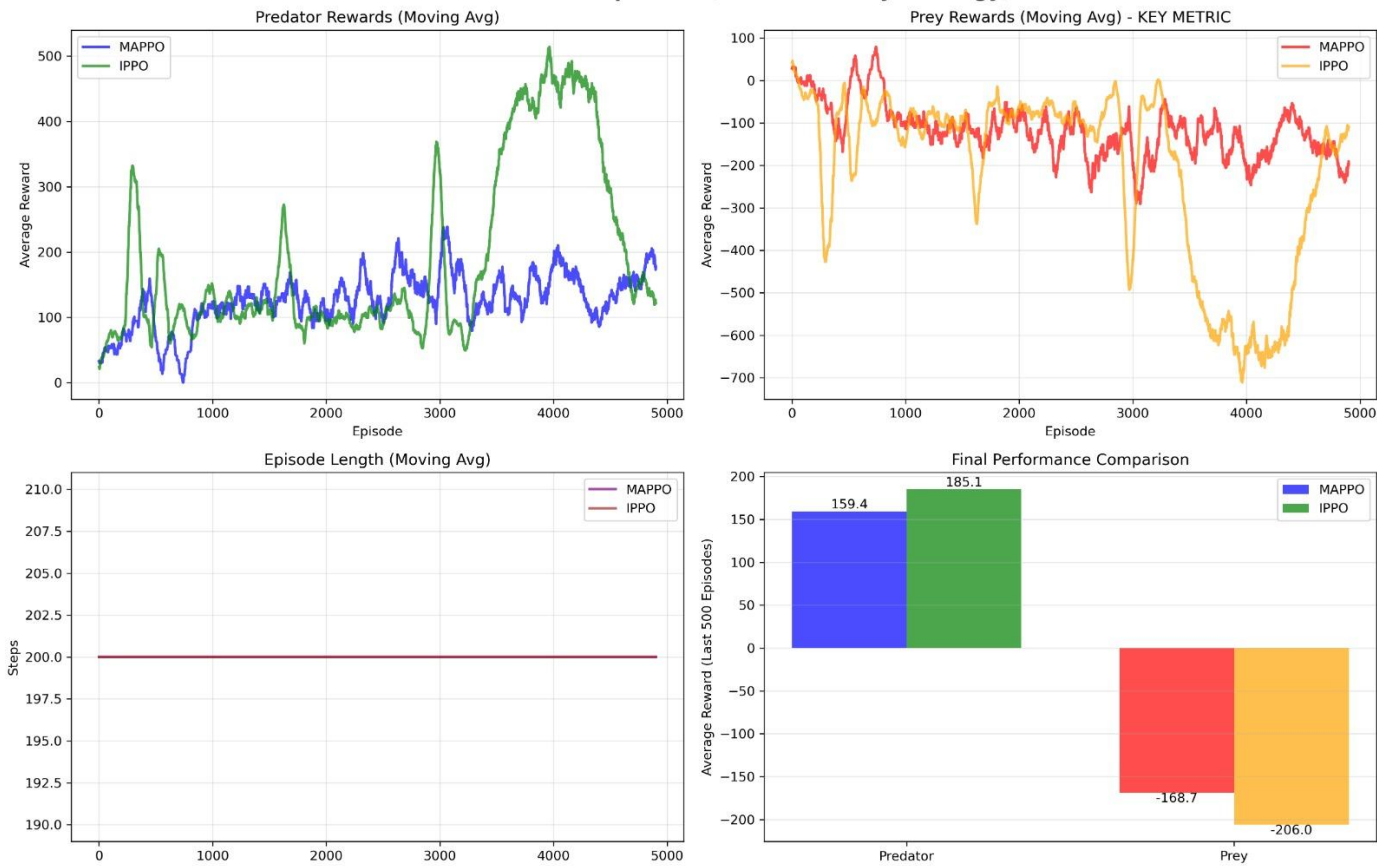 Predator Rewards (Moving Avg)
MAPPO
IPPO
500
400
300
200
100
0
Average Reward
0 1000 2000 3000 4000 5000
Episode
Prey Rewards (Moving Avg) - KEY METRIC
MAPPO
IPPO
100
0
−100
−200
−300
−400
−500
−600
−700
Average Reward
0 1000 2000 3000 4000 5000
Episode
Episode Length (Moving Avg)
MAPPO
IPPO
210.0
207.5
205.0
202.5
200.0
197.5
195.0
192.5
190.0
Steps
0 1000 2000 3000 4000 5000
Final Performance Comparison
MAPPO
IPPO
200
150
100
50
0
−50
−100
−150
−200
Average Reward (Last 500 Episodes)
159.4
185.1
-168.7
-206.0
Predator Prey